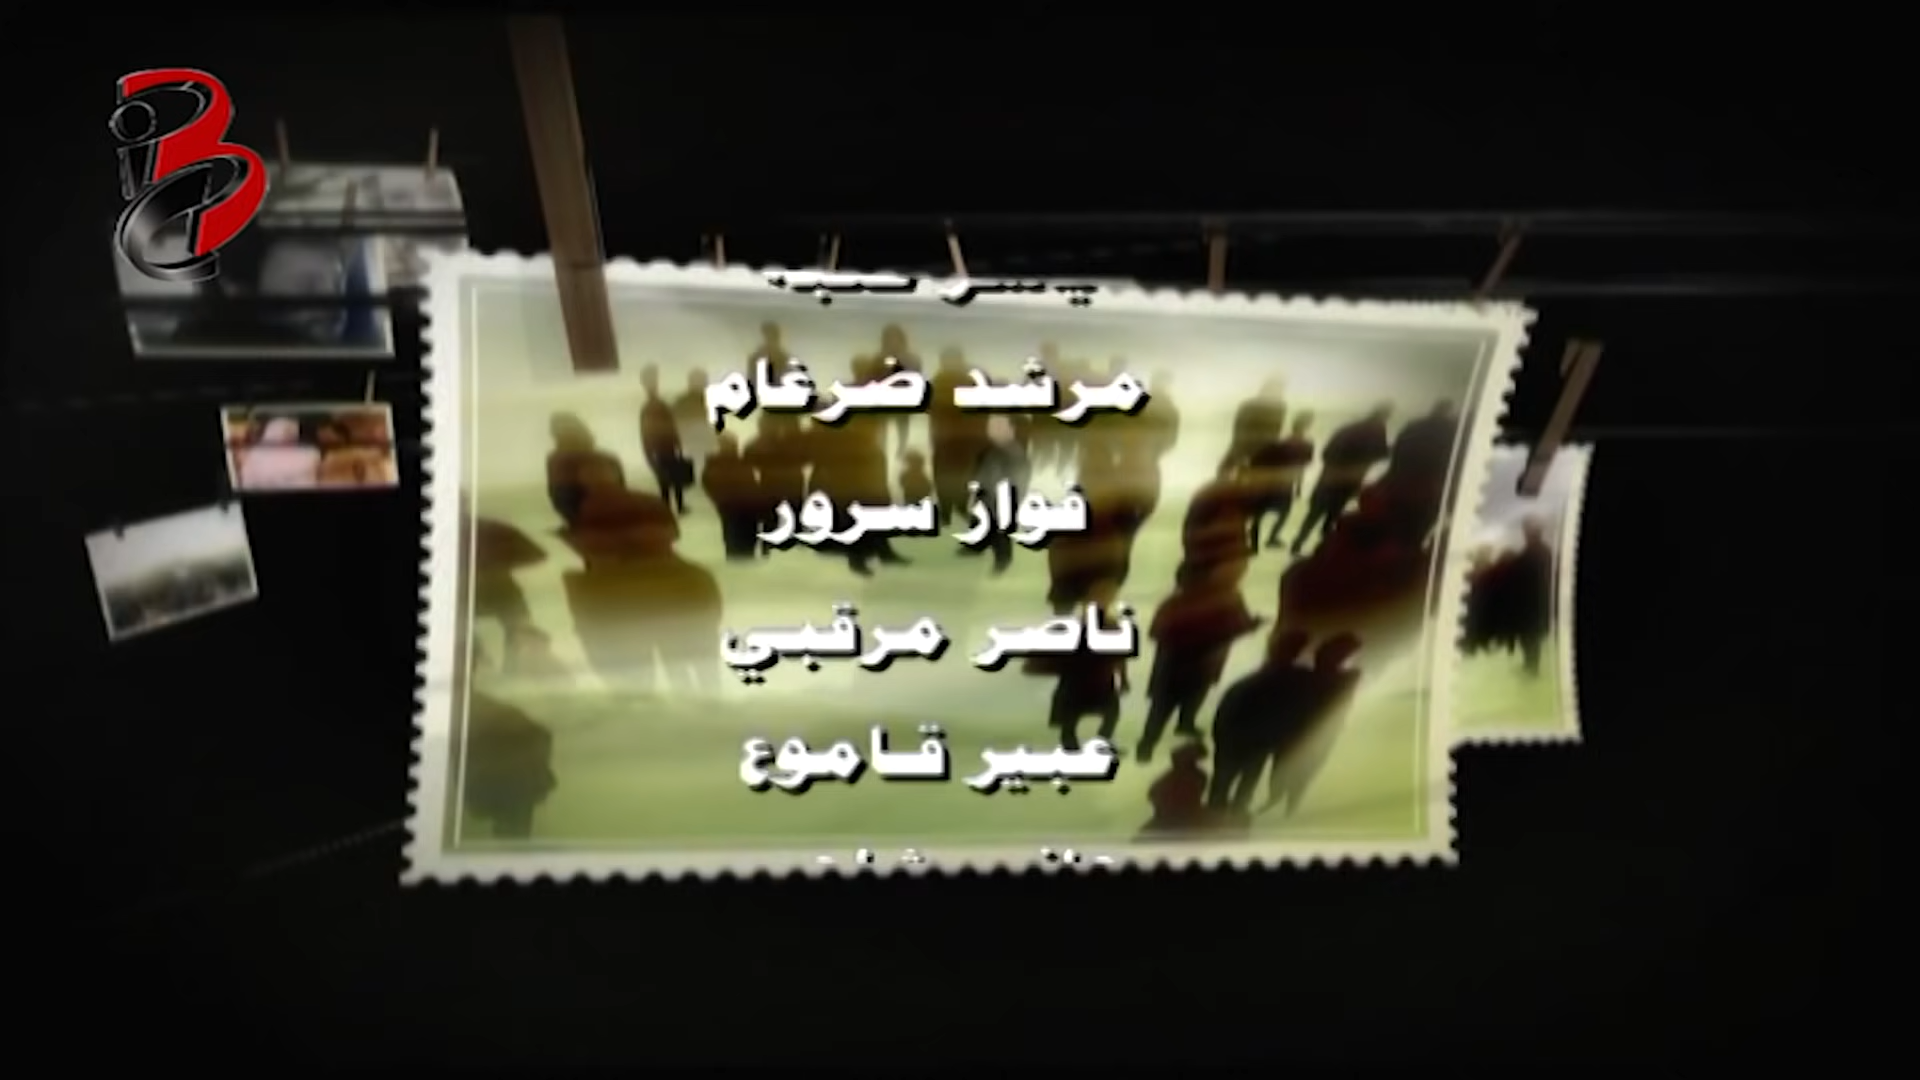 مرشد ضرغام
فواز سرور
ناصر مرقبي
عبير قاموع